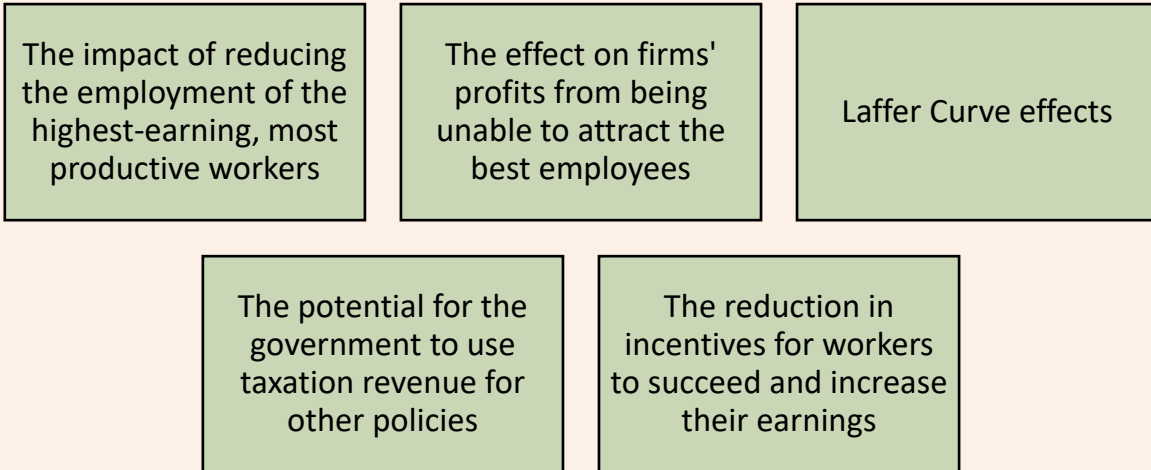 The impact of reducing
the employment of the
highest-earning, most
productive workers
The effect on firms'
profits from being
unable to attract the
best employees
Laffer Curve effects
The potential for the
government to use
taxation revenue for
other policies
The reduction in
incentives for workers
to succeed and increase
their earnings